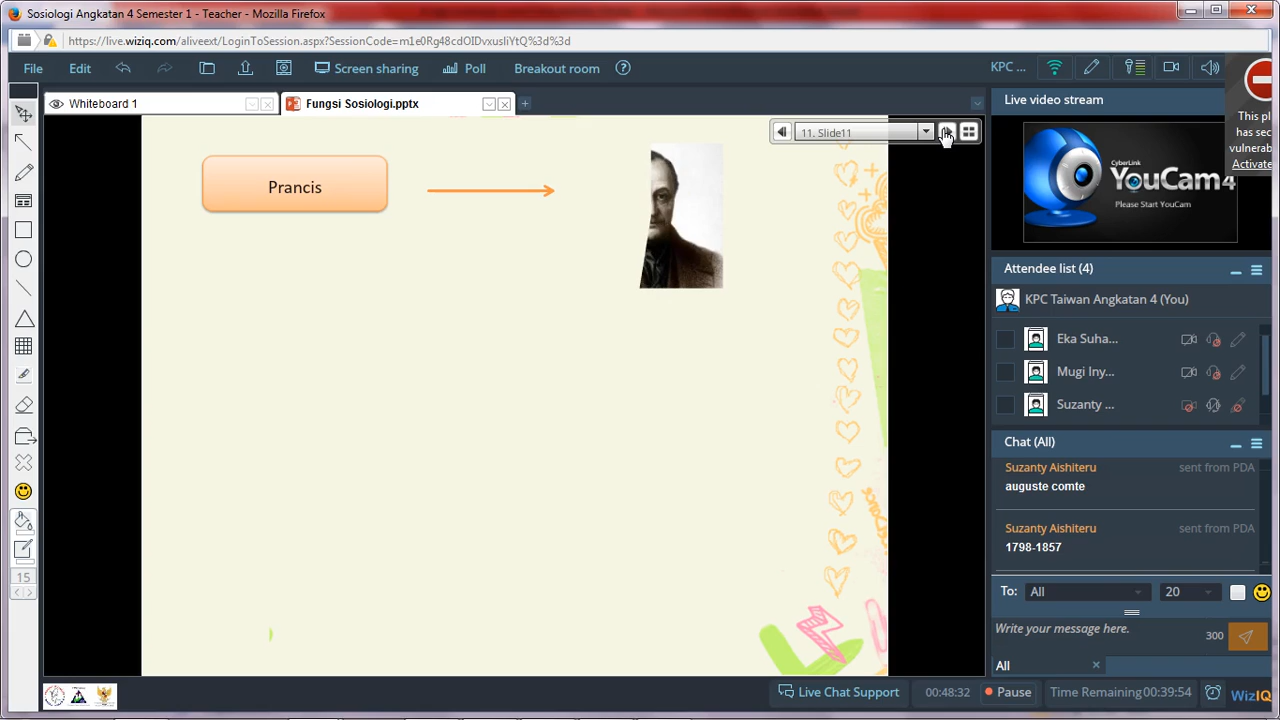 Sosiologi Angkatan 4 Semester 1 - Teacher - Mozilla Firefox
https://live.wiziq.com/aliveext/LoginToSession.aspx?SessionCode=m1e0Rg48cdOIDvxusIiYtQ%3d%3d
File Edit Screen sharing Poll Breakout room ? KPC ...
Whiteboard 1 Fungsi Sosiologi.pptx
11. Slide11
Prancis
Live video stream
This pl
has sec
vulnerab
Activate
CyberLink
YouCam 4
Please Start YouCam
Attendee list (4)
KPC Taiwan Angkatan 4 (You)
Eka Suha...
Mugi Iny...
Suzanty ...
Chat (All)
Suzanty Aishiteru sent from PDA
auguste comte
Suzanty Aishiteru sent from PDA
1798-1857
15
To: All 20
Write your message here. 300
All
Live Chat Support 00:48:32 Pause Time Remaining 00:39:54 WizIQ